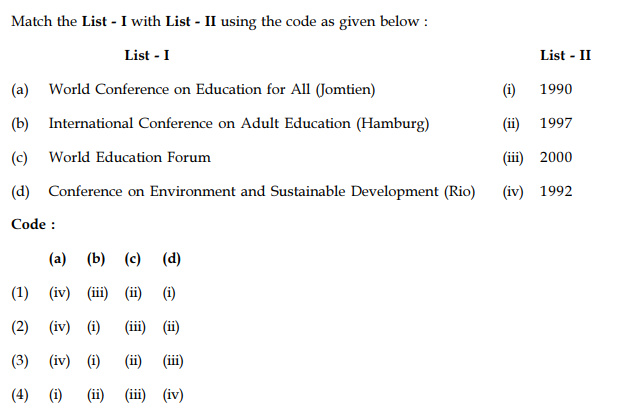 Match the List - I with List - II using the code as given below :
List - I List - II
(a) World Conference on Education for All (Jomtien) (i) 1990
(b) International Conference on Adult Education (Hamburg) (ii) 1997
(c) World Education Forum (iii) 2000
(d) Conference on Environment and Sustainable Development (Rio) (iv) 1992
Code :
(a) (b) (c) (d)
(1) (iv) (iii) (ii) (i)
(2) (iv) (i) (iii) (ii)
(3) (iv) (i) (ii) (iii)
(4) (i) (ii) (iii) (iv)